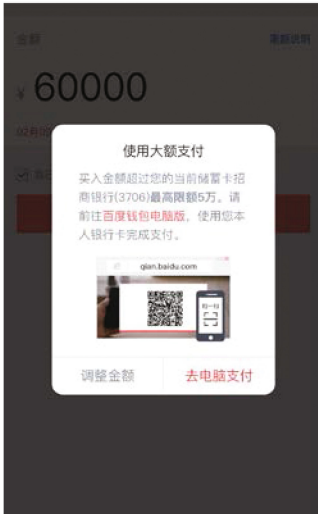 金额
¥ 60000
使用大额支付
买入金额超过您的当前储蓄卡招
商银行(3706)最高限额5万。请
前往百度钱包电脑版，使用您本
人银行卡完成支付。
qian.baidu.com
扫一扫
调整金额
去电脑支付